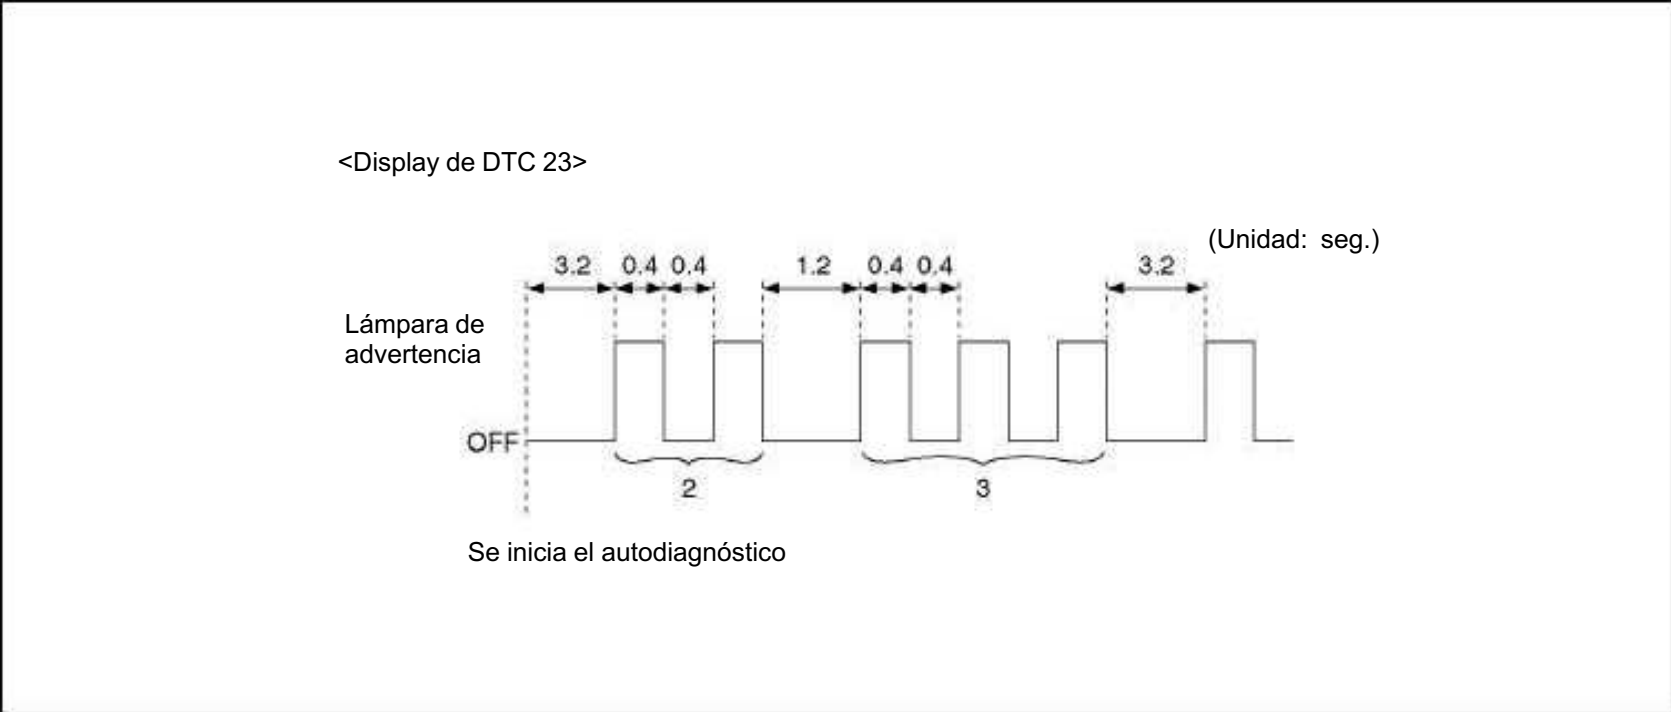 <Display de DTC 23>
(Unidad: seg.)
3.2 0.4 0.4 1.2 0.4 0.4 3.2
Lámpara de
advertencia
OFF
2 3
Se inicia el autodiagnóstico